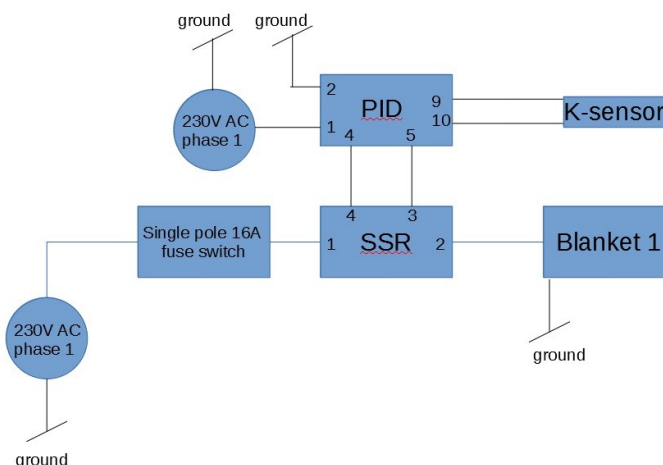 ground
ground
230V AC
phase 1
2
1
PID
9
10
4
5
K-sensor
Single pole 16A
fuse switch
4
3
1
SSR
2
Blanket 1
230V AC
phase 1
ground
ground